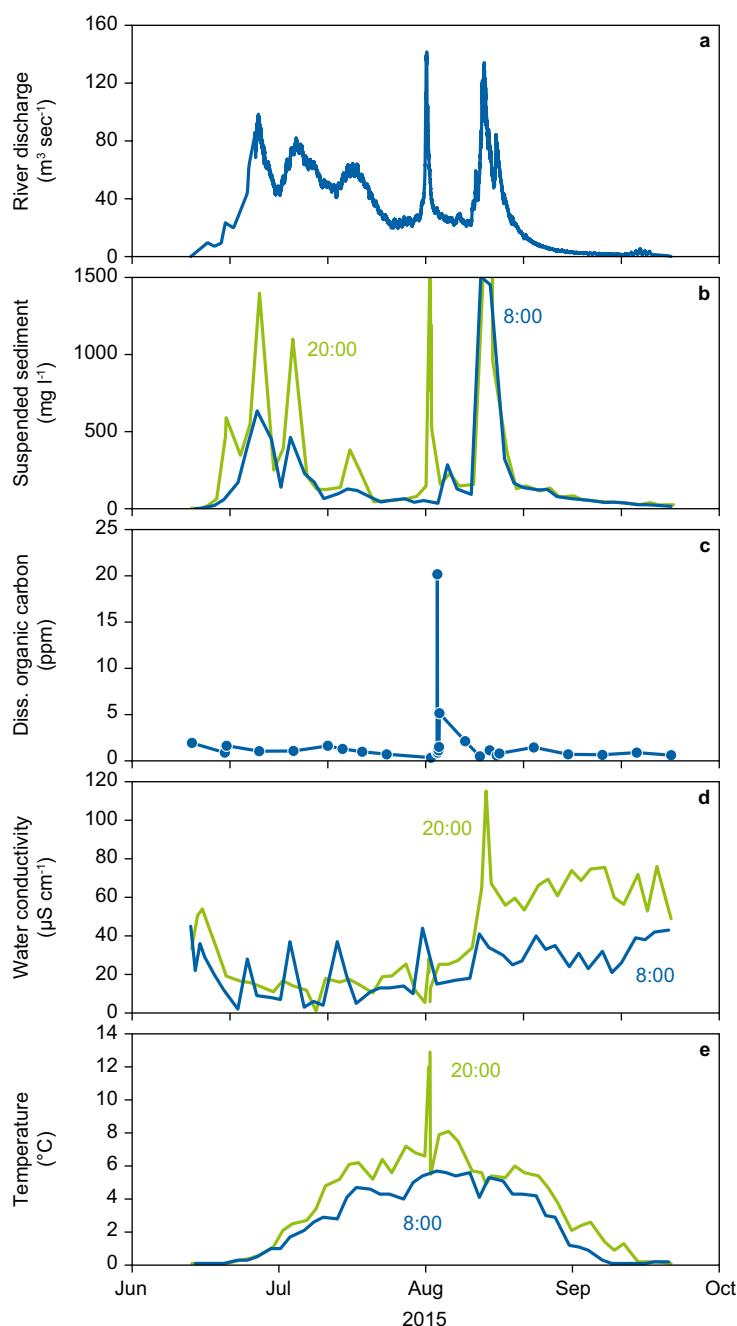 160
120
80
40
0
River discharge
(m³ sec⁻¹)
a
1500
1000
500
0
Suspended sediment
(mg l⁻¹)
b
8:00
20:00
25
20
15
10
5
0
Diss. organic carbon
(ppm)
c
120
100
80
60
40
20
0
Water conductivity
(µS cm⁻¹)
d
20:00
8:00
14
12
10
8
6
4
2
0
Temperature
(°C)
e
20:00
8:00
Jun Jul Aug Sep Oct
2015